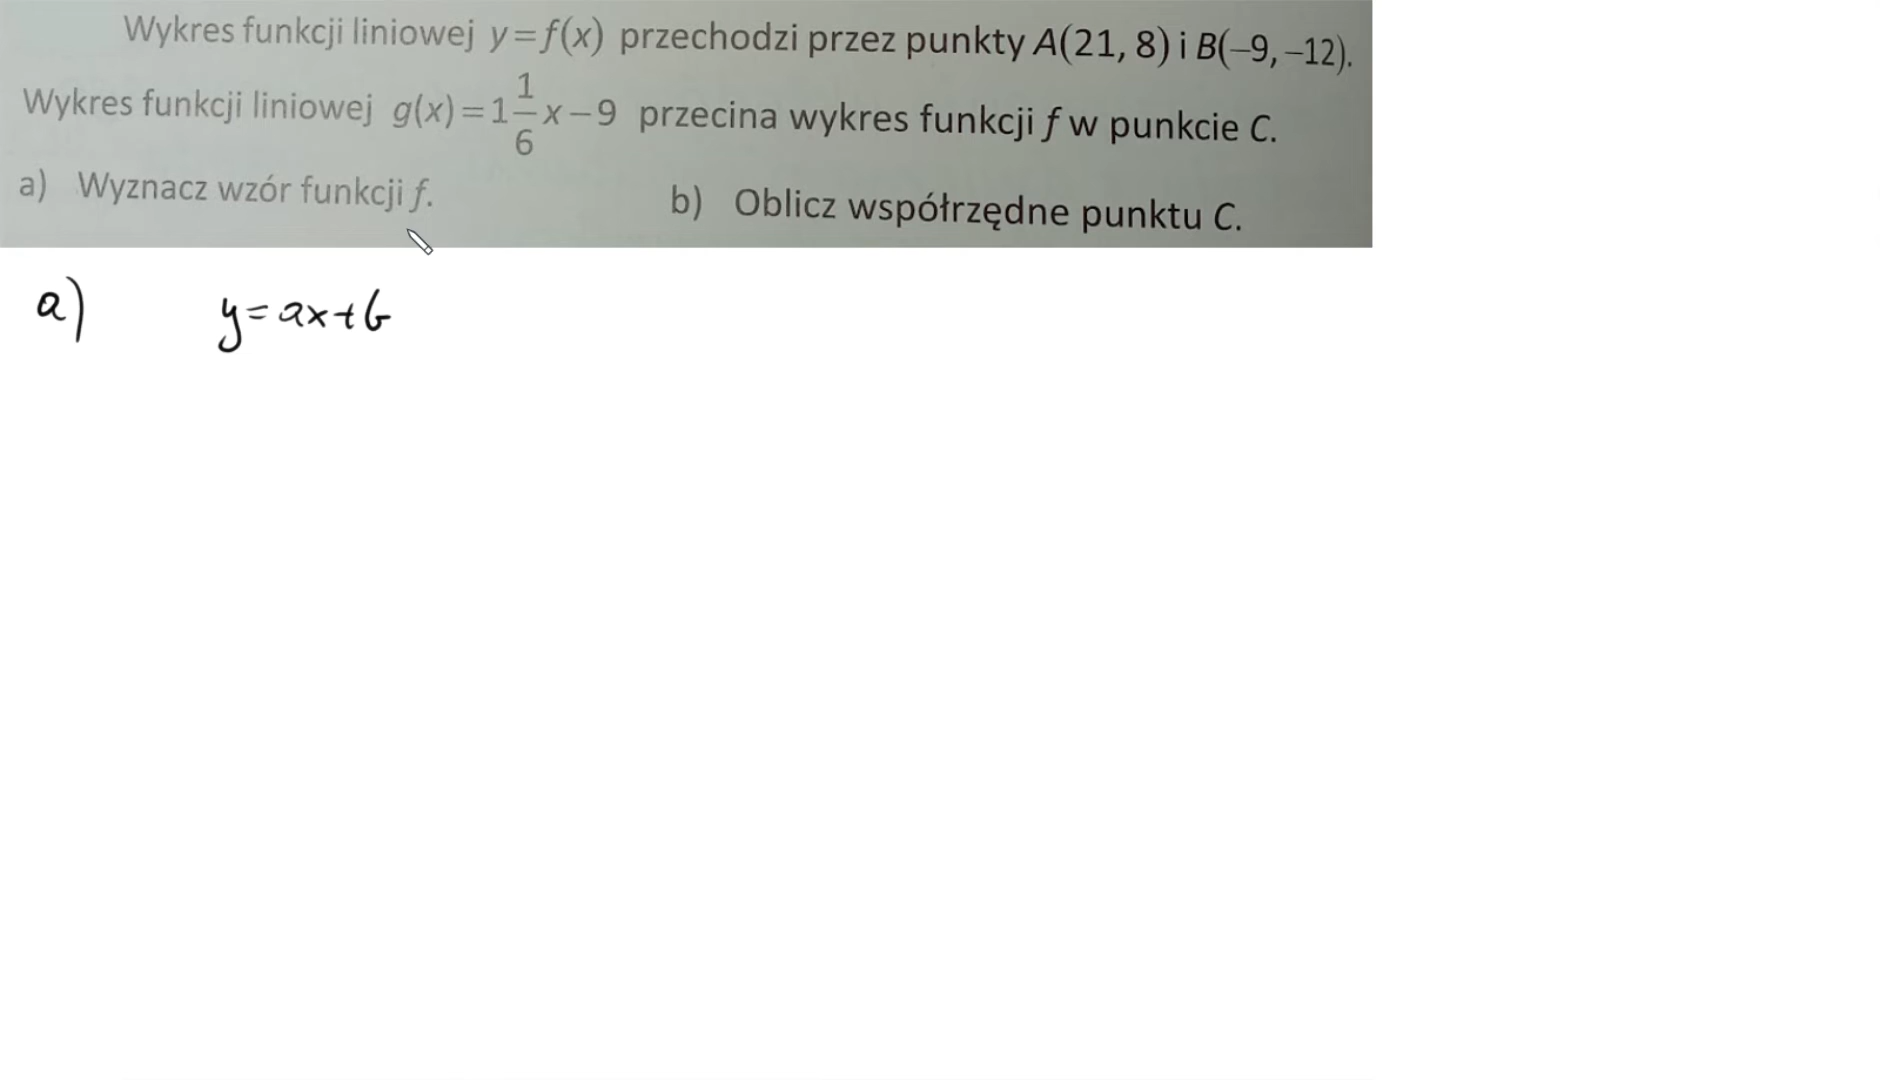 Wykres funkcji liniowej y=f(x) przechodzi przez punkty A(21, 8) i B(–9, –12).
Wykres funkcji liniowej g(x)=1 1/6 x–9 przecina wykres funkcji f w punkcie C.
a) Wyznacz wzór funkcji f. b) Oblicz współrzędne punktu C.
a) y=ax+b